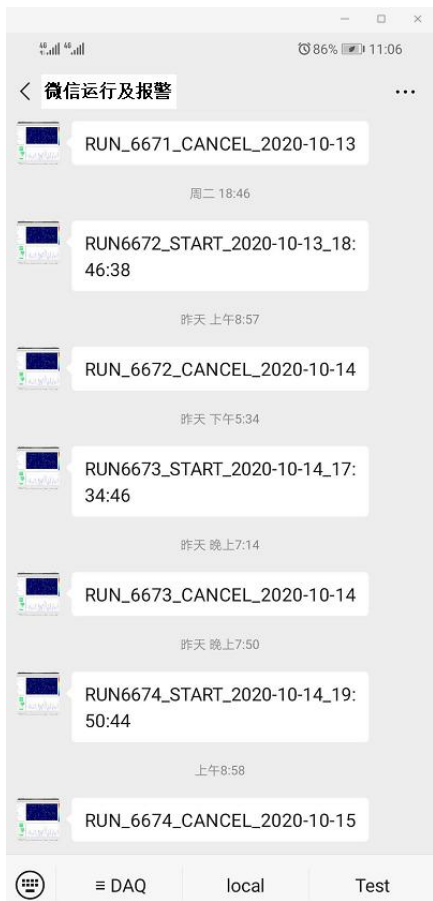 86% 11:06
微信运行及报警
RUN_6671_CANCEL_2020-10-13
周二 18:46
RUN6672_START_2020-10-13_18:
46:38
昨天 上午8:57
RUN_6672_CANCEL_2020-10-14
昨天 下午5:34
RUN6673_START_2020-10-14_17:
34:46
昨天 晚上7:14
RUN_6673_CANCEL_2020-10-14
昨天 晚上7:50
RUN6674_START_2020-10-14_19:
50:44
上午8:58
RUN_6674_CANCEL_2020-10-15
≡ DAQ local Test